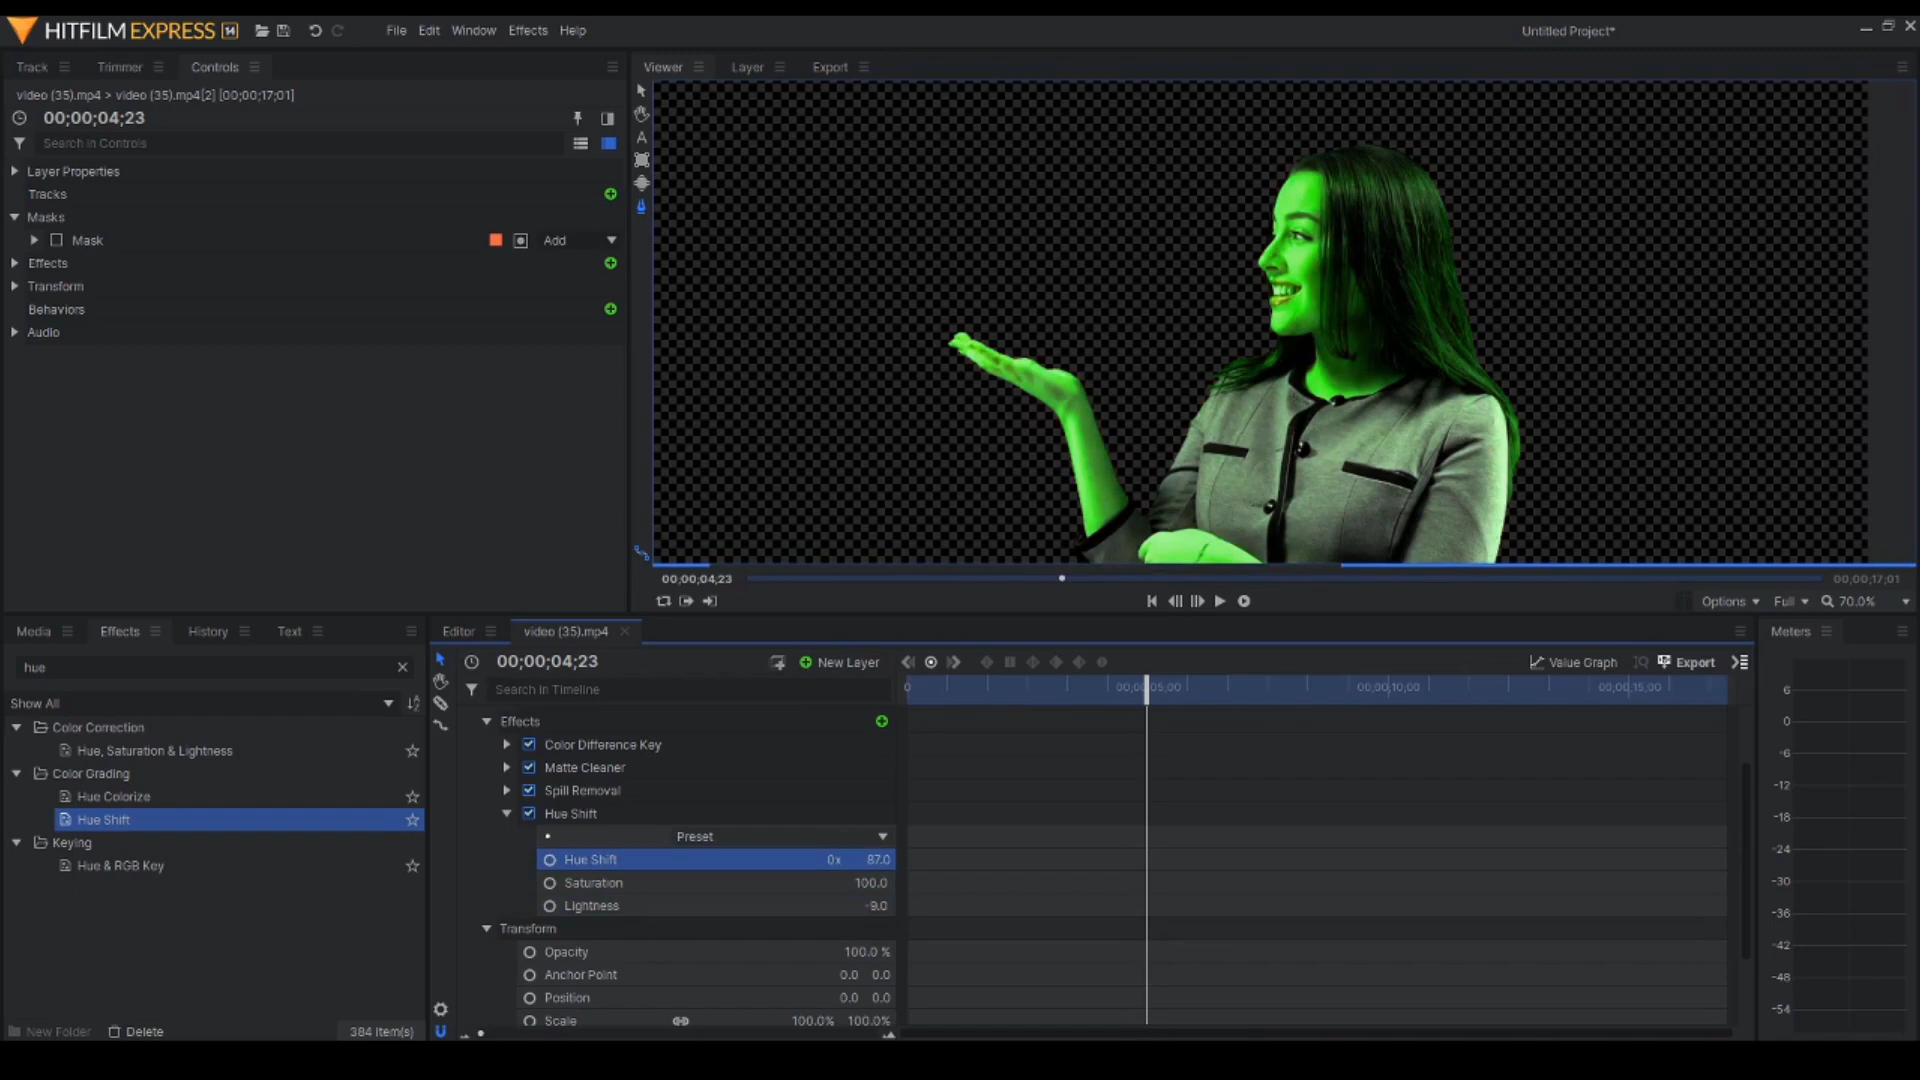 HITFILM EXPRESS 14
File Edit Window Effects Help
Untitled Project*
Track Trimmer Controls
Viewer Layer Export
video (35).mp4 > video (35).mp4[2] [00;00;17;01]
00;00;04;23
Search in Controls
Layer Properties
Tracks
Masks
Mask Add
Effects
Transform
Behaviors
Audio
00;00;04;23 00;00;17;01
Options Full 70.0%
Media Effects History Text
hue
Show All
Color Correction
Hue, Saturation & Lightness
Color Grading
Hue Colorize
Hue Shift
Keying
Hue & RGB Key
New Folder Delete 384 Item(s)
Editor video (35).mp4
00;00;04;23 New Layer Value Graph Export
Search in Timeline
0 00;00;05;00 00;00;10;00 00;00;15;00
Effects
Color Difference Key
Matte Cleaner
Spill Removal
Hue Shift
Preset
Hue Shift 0x 87.0
Saturation 100.0
Lightness -9.0
Transform
Opacity 100.0 %
Anchor Point 0.0 0.0
Position 0.0 0.0
Scale 100.0% 100.0%
Meters
6
0
-6
-12
-18
-24
-30
-36
-42
-48
-54